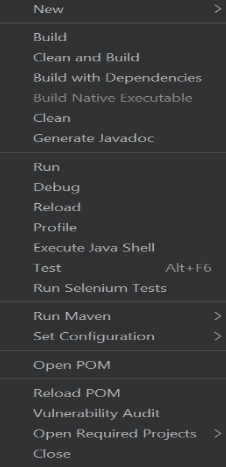 New >
Build
Clean and Build
Build with Dependencies
Build Native Executable
Clean
Generate Javadoc
Run
Debug
Reload
Profile
Execute Java Shell
Test Alt+F6
Run Selenium Tests
Run Maven >
Set Configuration >
Open POM
Reload POM
Vulnerability Audit
Open Required Projects >
Close